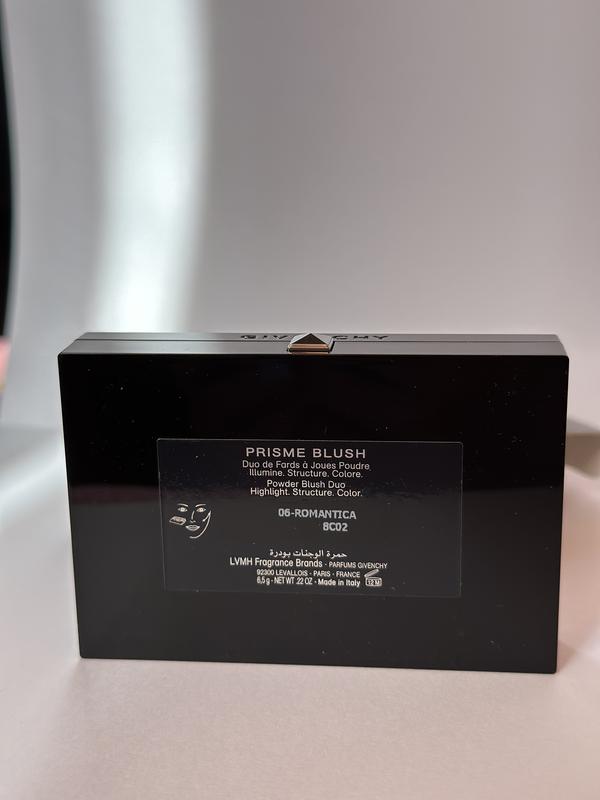 GIVENCHY
PRISME BLUSH
Duo de Fards à Joues Poudre
Illumine. Structure. Colore.
Powder Blush Duo
Highlight. Structure. Color.
06-ROMANTICA
8C02
حمرة الوجنات بودرة
LVMH Fragrance Brands - PARFUMS GIVENCHY
92300 LEVALLOIS - PARIS - FRANCE
6,5 g - NET WT .22 OZ - Made in Italy
12 M